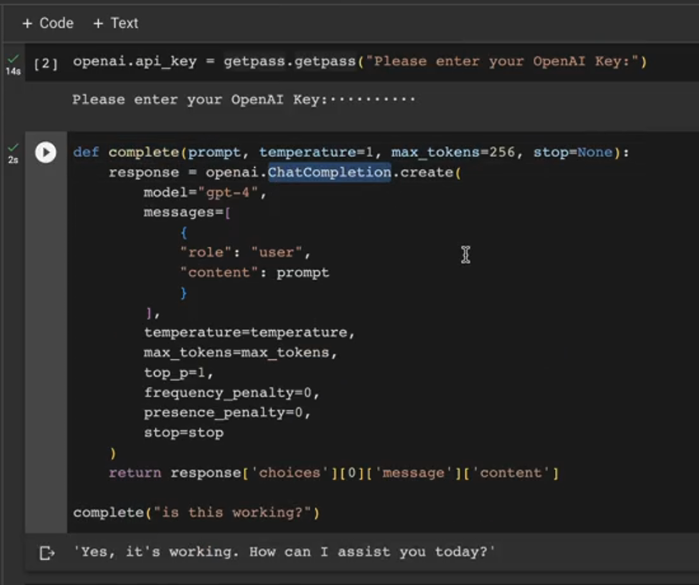 + Code + Text
14s
[2] openai.api_key = getpass.getpass("Please enter your OpenAI Key:")
Please enter your OpenAI Key:··········
2s
def complete(prompt, temperature=1, max_tokens=256, stop=None):
response = openai.ChatCompletion.create(
model="gpt-4",
messages=[
{
"role": "user",
"content": prompt
}
],
temperature=temperature,
max_tokens=max_tokens,
top_p=1,
frequency_penalty=0,
presence_penalty=0,
stop=stop
)
return response['choices'][0]['message']['content']
complete("is this working?")
'Yes, it's working. How can I assist you today?'